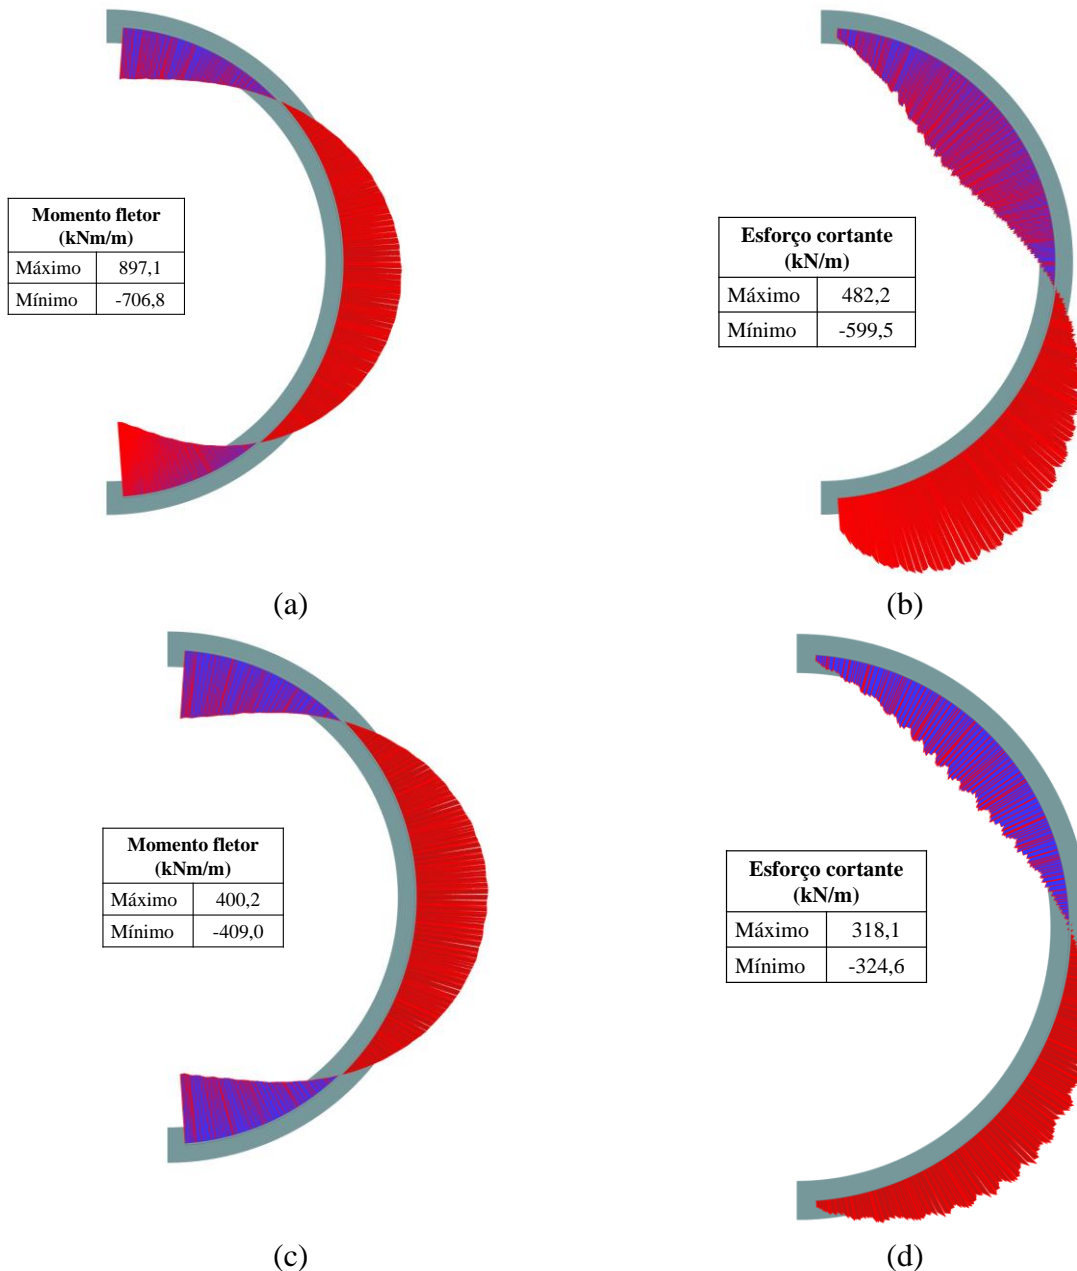 Momento fletor
(kNm/m)
Máximo 897,1
Mínimo -706,8
Esforço cortante
(kN/m)
Máximo 482,2
Mínimo -599,5
(a)
(b)
Momento fletor
(kNm/m)
Máximo 400,2
Mínimo -409,0
Esforço cortante
(kN/m)
Máximo 318,1
Mínimo -324,6
(c)
(d)